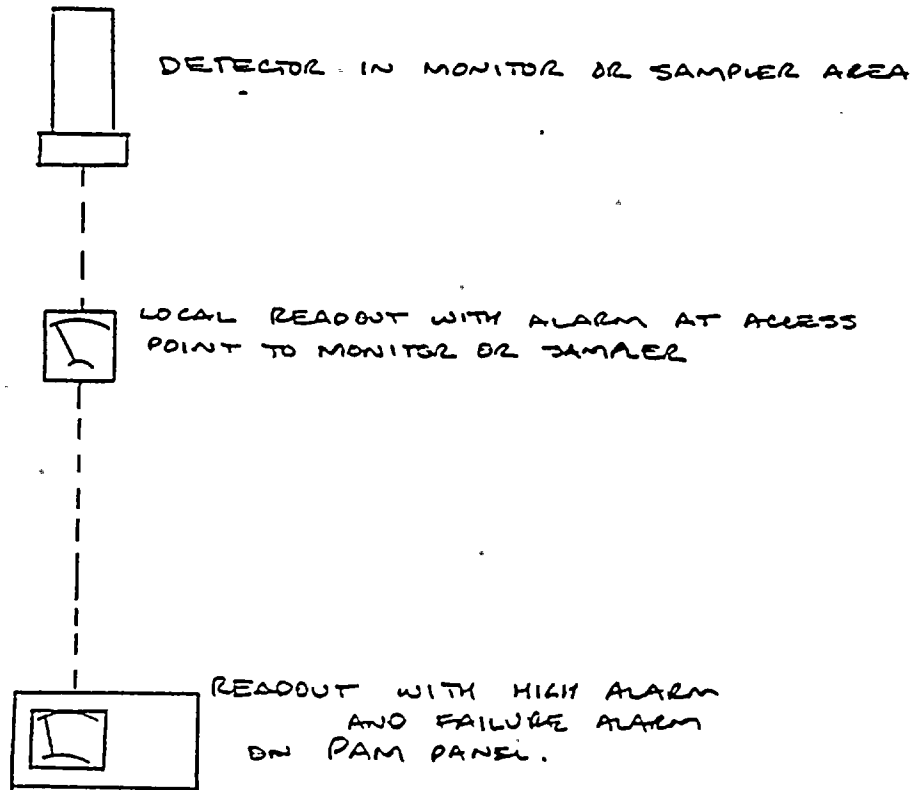 DETECTOR IN MONITOR OR SAMPLER AREA
LOCAL READOUT WITH ALARM AT ACCESS
POINT TO MONITOR OR SAMPLER
READOUT WITH HIGH ALARM
AND FAILURE ALARM
ON PAM PANEL.